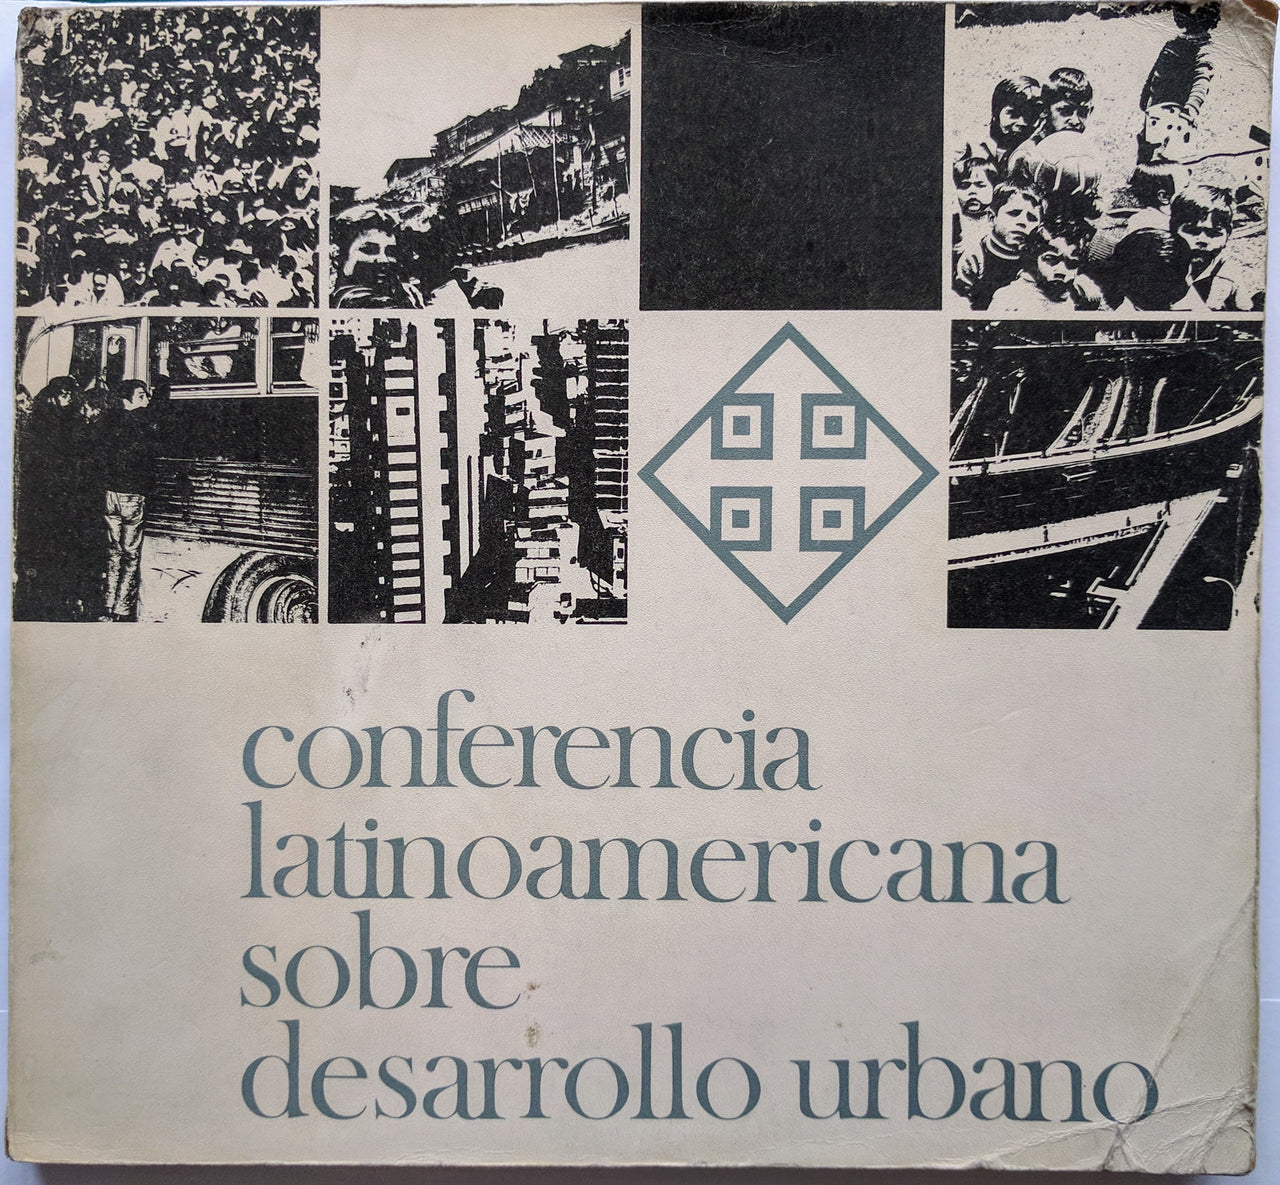 conferencia
latinoamericana
sobre
desarrollo urbano